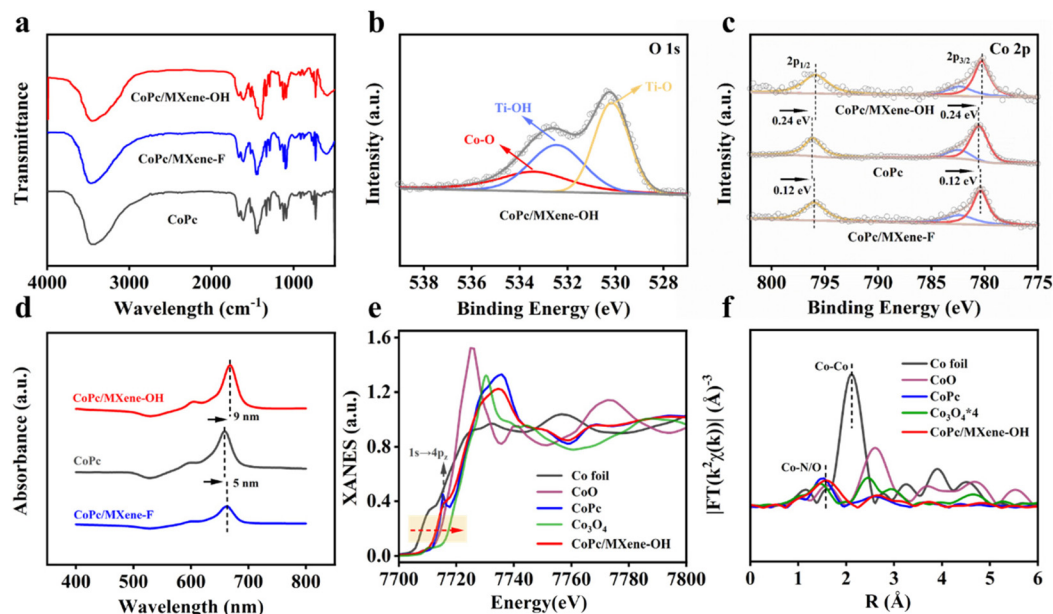 a
Transmittance
CoPc/MXene-OH
CoPc/MXene-F
CoPc
4000 3000 2000 1000
Wavelength (cm⁻¹)
b
O 1s
Intensity (a.u.)
Ti-O
Ti-OH
Co-O
CoPc/MXene-OH
538 536 534 532 530 528
Binding Energy (eV)
c
Co 2p
Intensity (a.u.)
2p1/2
2p3/2
CoPc/MXene-OH
0.24 eV
0.24 eV
CoPc
0.12 eV
0.12 eV
CoPc/MXene-F
800 795 790 785 780 775
Binding Energy (eV)
d
Absorbance (a.u.)
CoPc/MXene-OH
9 nm
CoPc
5 nm
CoPc/MXene-F
400 500 600 700 800
Wavelength (nm)
e
XANES (a.u.)
1.6
1.2
0.8
0.4
0.0
1s→4pz
Co foil
CoO
CoPc
Co₃O₄
CoPc/MXene-OH
7700 7720 7740 7760 7780 7800
Energy(eV)
f
|FT(k²χ(k))| (Å)⁻³
Co-Co
Co-N/O
Co foil
CoO
CoPc
Co₃O₄*4
CoPc/MXene-OH
0 1 2 3 4 5 6
R (Å)